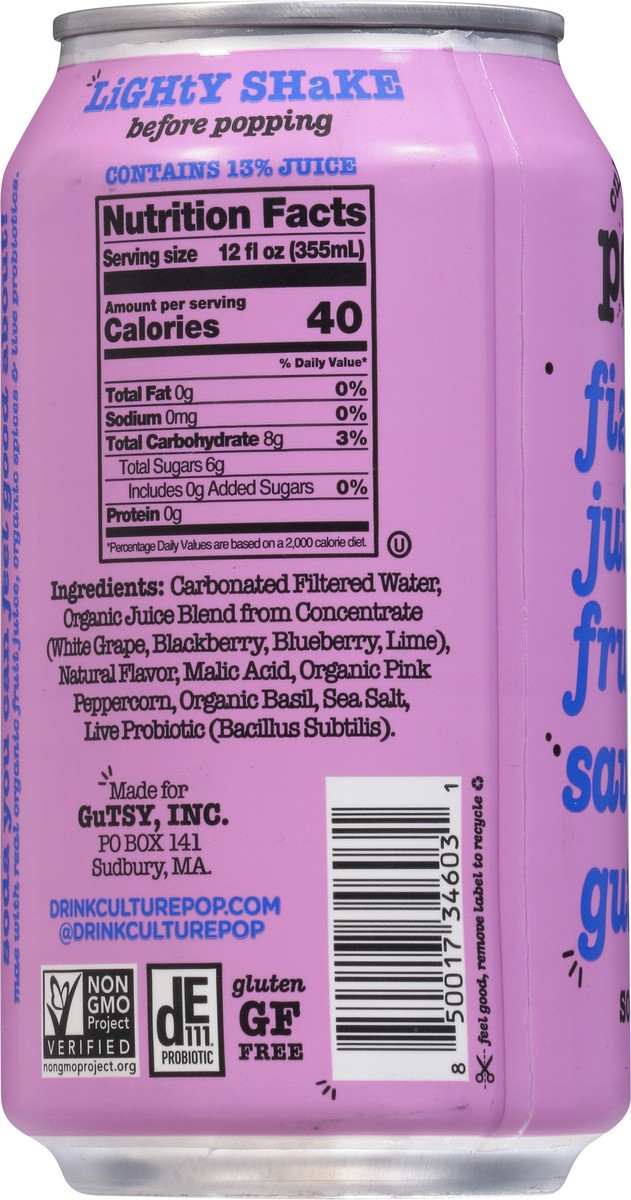 LiGHtY SHaKE
before popping
CONTAINS 13% JUICE
Nutrition Facts
Serving size 12 fl oz (355mL)
Amount per serving
Calories 40
% Daily Value*
Total Fat 0g 0%
Sodium 0mg 0%
Total Carbohydrate 8g 3%
Total Sugars 6g
Includes 0g Added Sugars 0%
Protein 0g
*Percentage Daily Values are based on a 2,000 calorie diet.
U
Ingredients: Carbonated Filtered Water,
Organic Juice Blend from Concentrate
(White Grape, Blackberry, Blueberry, Lime),
Natural Flavor, Malic Acid, Organic Pink
Peppercorn, Organic Basil, Sea Salt,
Live Probiotic (Bacillus Subtilis).
Made for
GuTSY, INC.
PO BOX 141
Sudbury, MA.
DRINKCULTUREPOP.COM
@DRINKCULTUREPOP
NON
GMO
Project
VERIFIED
nongmoproject.org
dE
111
PROBIOTIC
gluten
GF
FREE
8 50017 34603 1
feel good, remove label to recycle
soda you can feel good about!
mae with real organic fruit juice, organic spices & live probiotics.